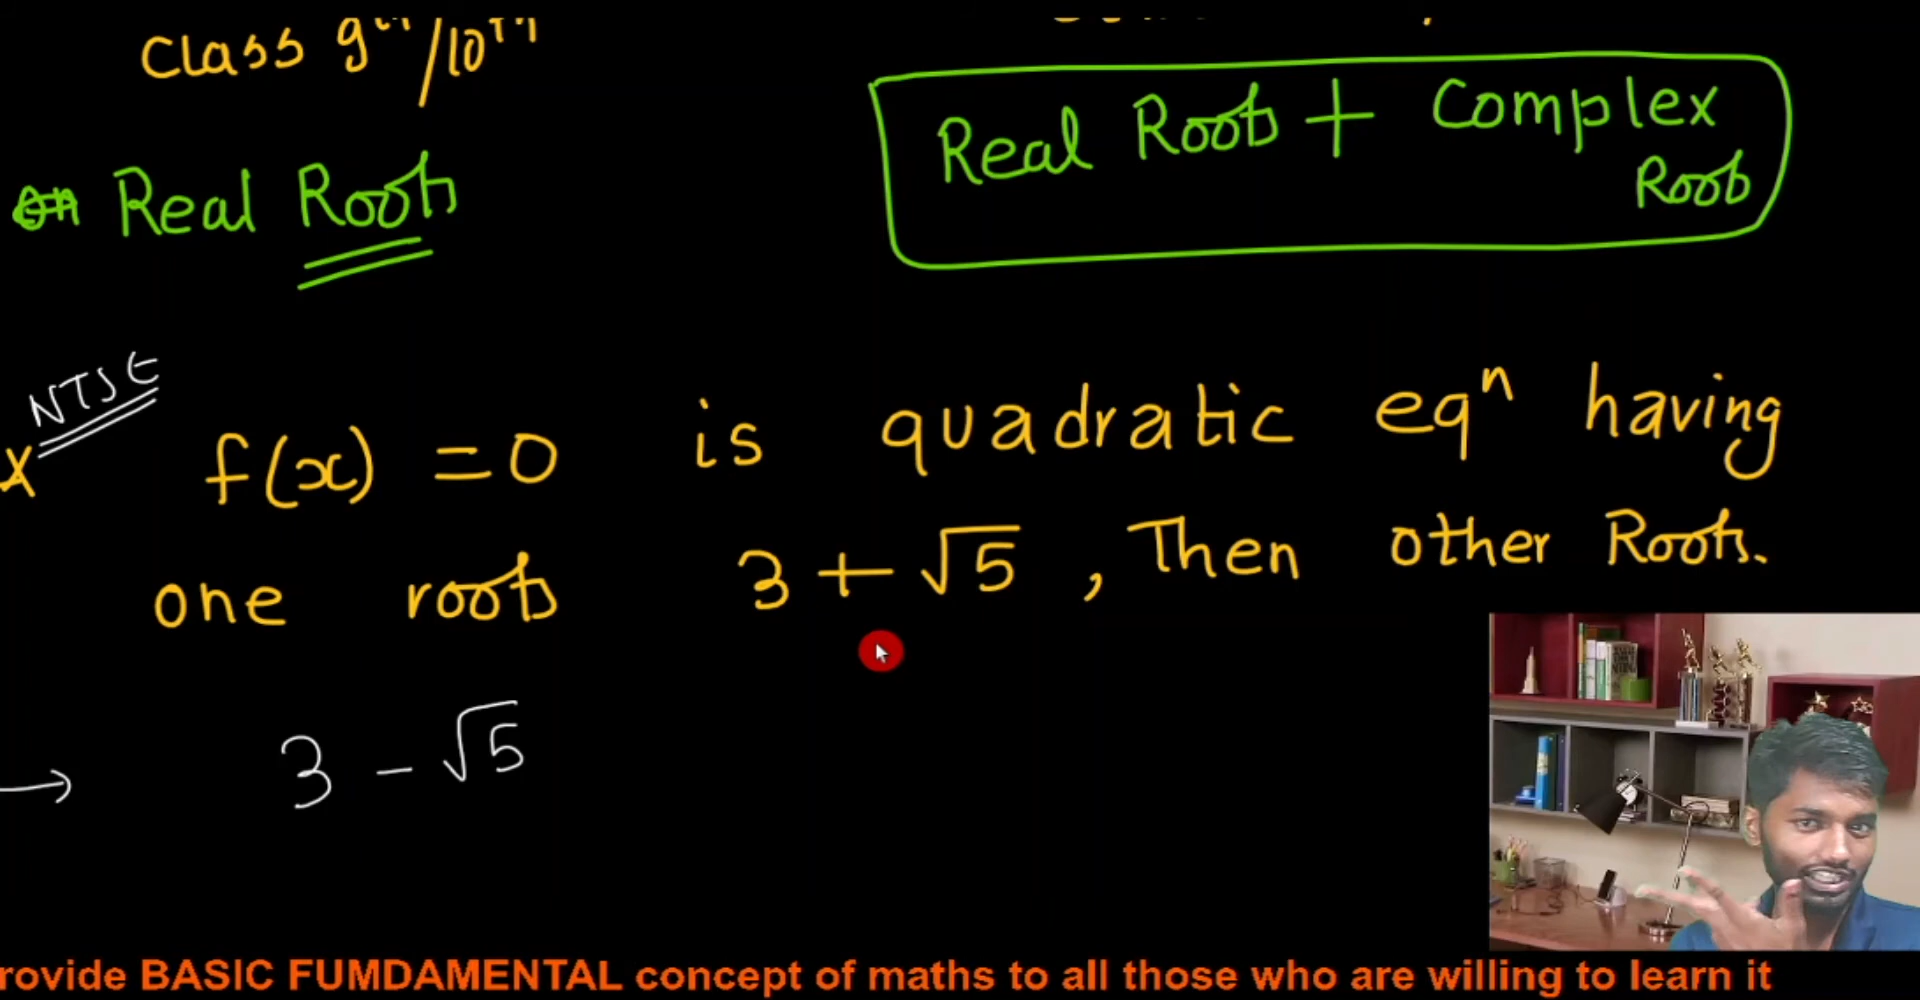 Class 9th/10th
Real Roots
Real Roots + Complex
Roots
NTSE
f(x) = 0 is quadratic eqⁿ having
one roots 3 + √5 , Then other Roots.
→ 3 - √5
rovide BASIC FUMDAMENTAL concept of maths to all those who are willing to learn it